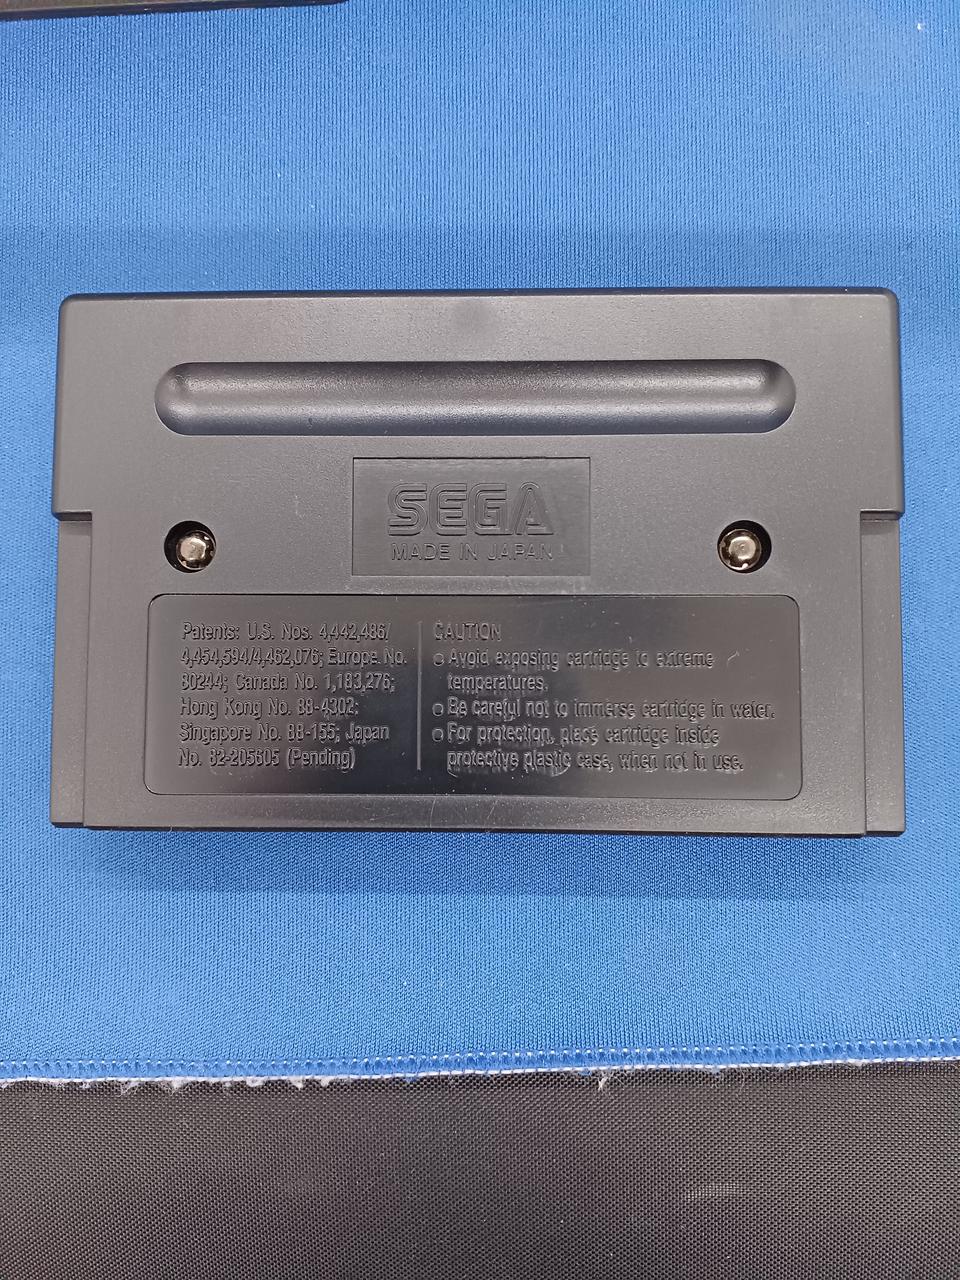 SEGA
MADE IN JAPAN
Patents: U.S. Nos. 4,442,486/
4,454,594/4,462,076; Europe No.
80244; Canada No. 1,183,276;
Hong Kong No. 88-4302;
Singapore No. 88-155; Japan
No. 82-205605 (Pending)
CAUTION
○ Avoid exposing cartridge to extreme
temperatures.
○ Be careful not to immerse cartridge in water.
○ For protection, place cartridge inside
protective plastic case, when not in use.